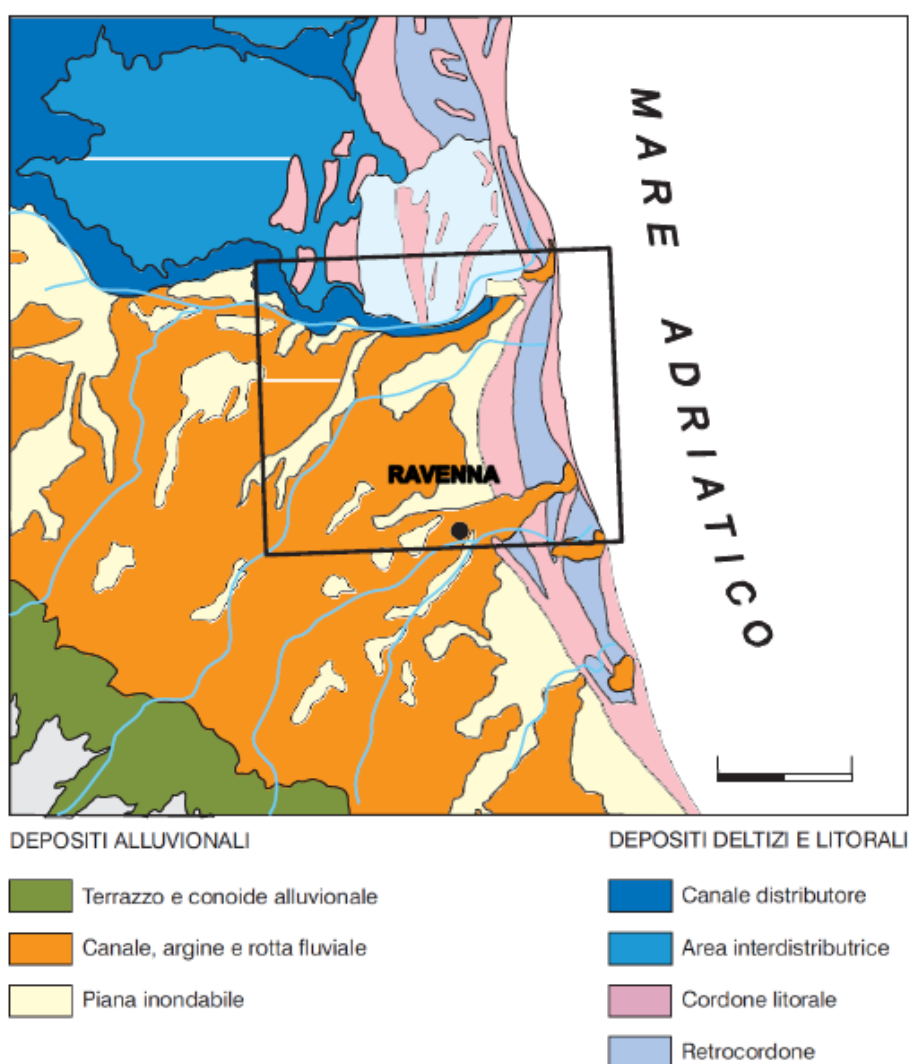 MARE ADRIATICO
RAVENNA
DEPOSITI ALLUVIONALI
Terrazzo e conoide alluvionale
Canale, argine e rotta fluviale
Piana inondabile
DEPOSITI DELTIZI E LITORALI
Canale distributore
Area interdistributrice
Cordone litorale
Retrocordone